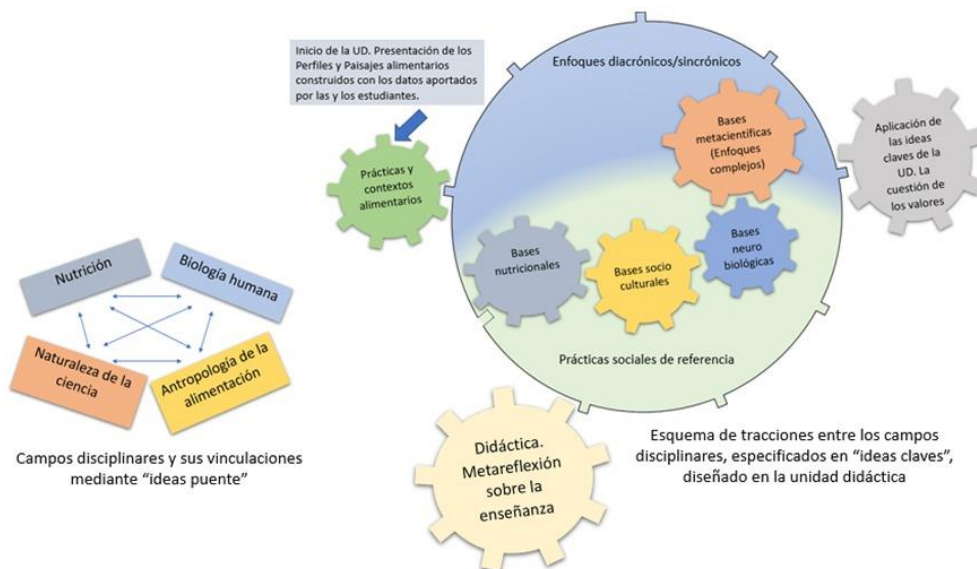 Inicio de la UD. Presentación de los
Perfiles y Paisajes alimentarios
construidos con los datos aportados
por las y los estudiantes.
Prácticas y
contextos
alimentarios
Enfoques diacrónicos/sincrónicos
Bases
metacientíficas
(Enfoques
complejos)
Aplicación de
las ideas
claves de la
UD. La
cuestión de
los valores
Bases
nutricionales
Bases socio
culturales
Bases
neuro
biológicas
Prácticas sociales de referencia
Nutrición
Biología humana
Naturaleza de la
ciencia
Antropología de la
alimentación
Campos disciplinares y sus vinculaciones
mediante “ideas puente”
Didáctica.
Metareflexión
sobre la
enseñanza
Esquema de tracciones entre los campos
disciplinares, especificados en “ideas claves”,
diseñado en la unidad didáctica